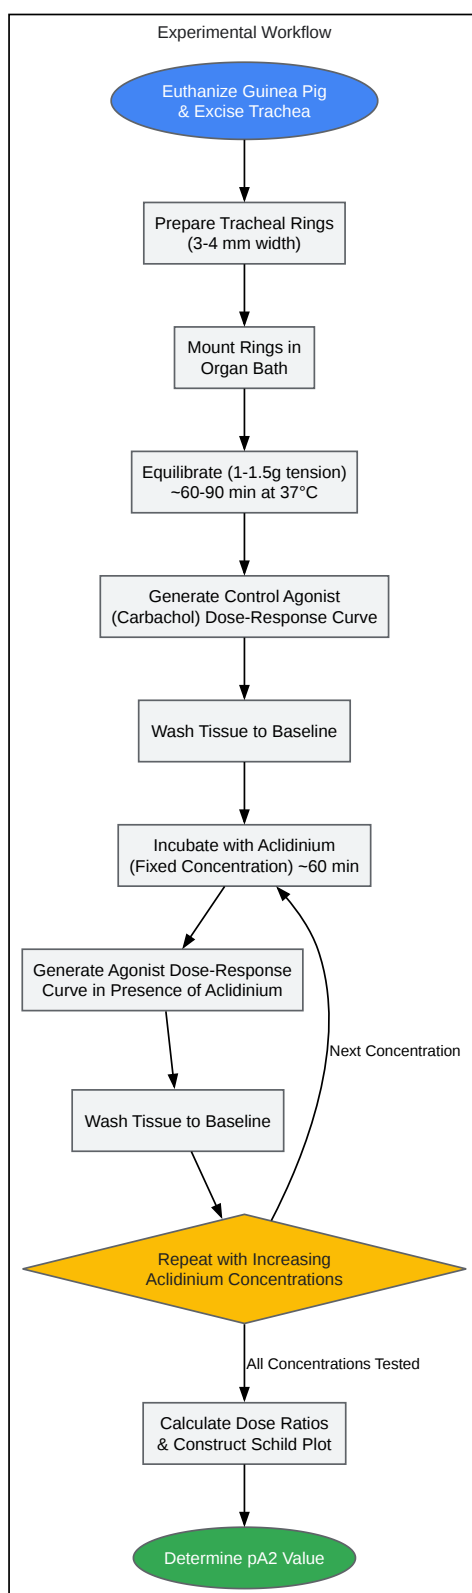 Experimental Workflow
Euthanize Guinea Pig
& Excise Trachea
Prepare Tracheal Rings
(3-4 mm width)
Mount Rings in
Organ Bath
Equilibrate (1-1.5g tension)
~60-90 min at 37°C
Generate Control Agonist
(Carbachol) Dose-Response Curve
Wash Tissue to Baseline
Incubate with Aclidinium
(Fixed Concentration) ~60 min
Generate Agonist Dose-Response
Curve in Presence of Aclidinium
Next Concentration
Wash Tissue to Baseline
Repeat with Increasing
Aclidinium Concentrations
All Concentrations Tested
Calculate Dose Ratios
& Construct Schild Plot
Determine pA2 Value